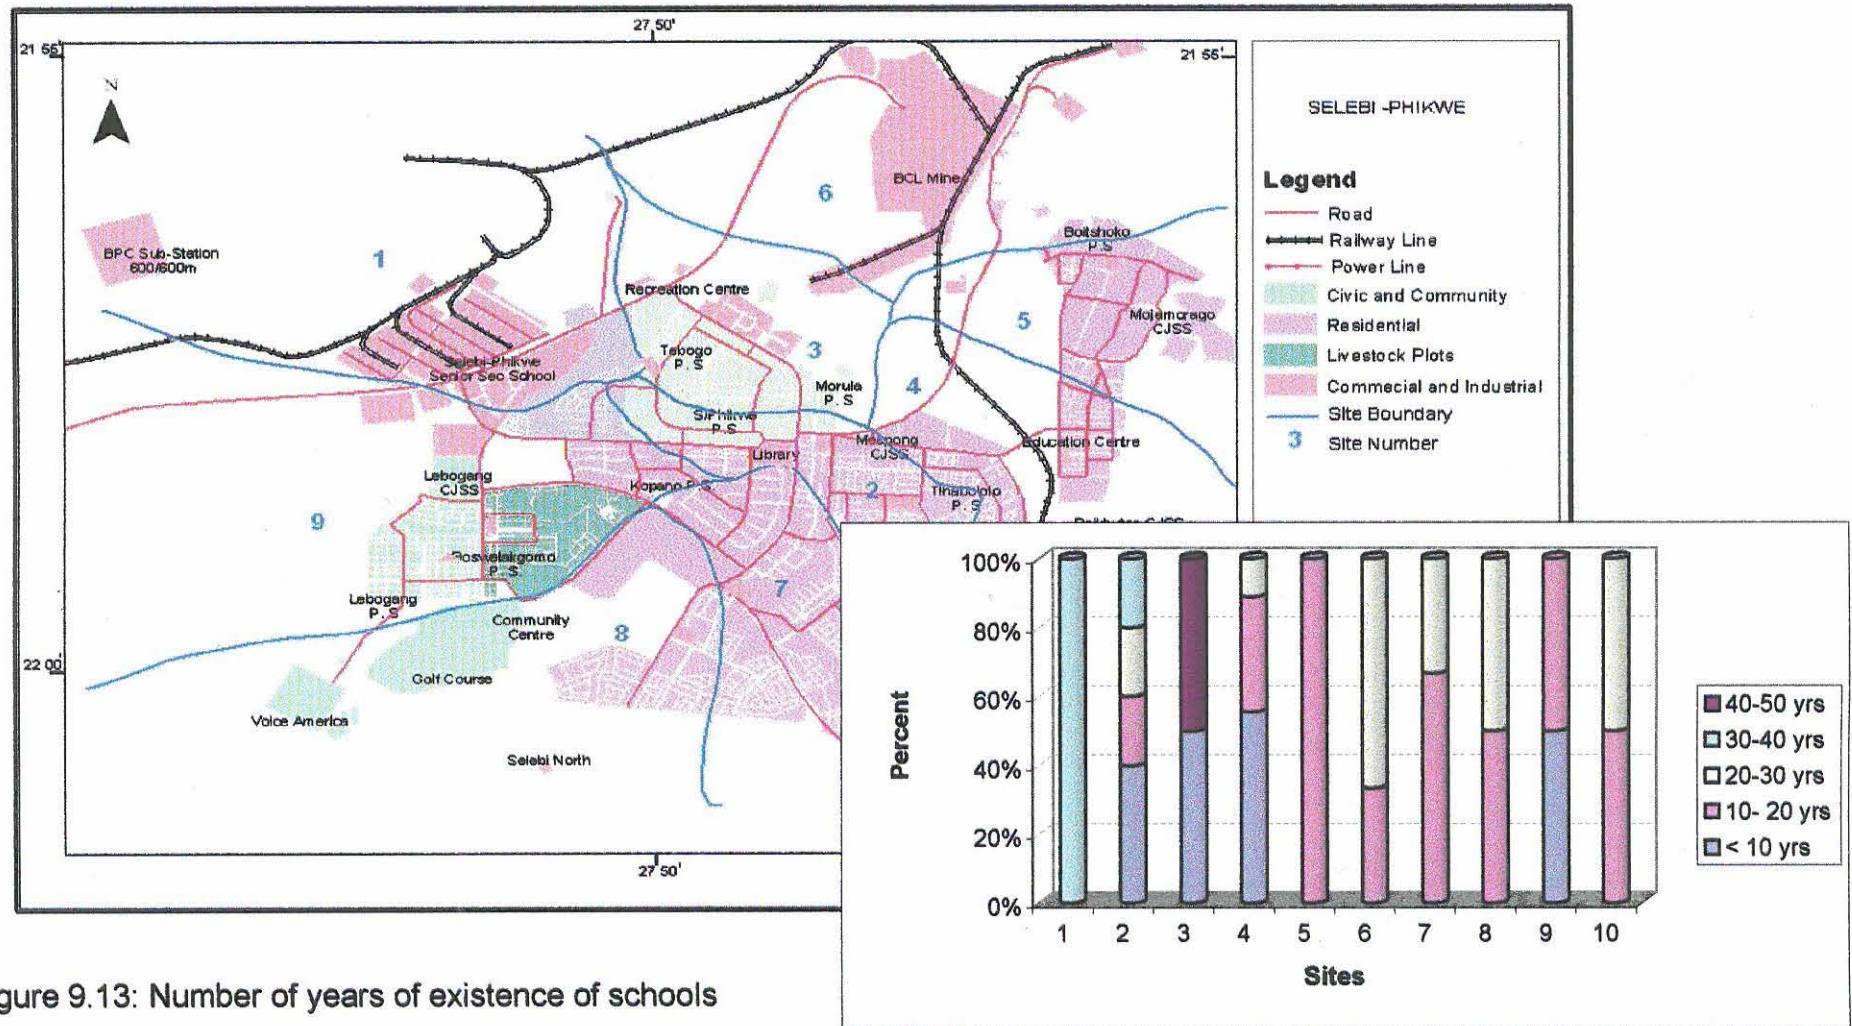 27 50'
21 55'
21 55'
N
SELEBI -PHIKWE
Legend
Road
Railway Line
Power Line
Civic and Community
Residential
Livestock Plots
Commecial and Industrial
Site Boundary
3 Site Number
BCL Mine
6
BPC Sub-Station
600/600m
1
Boitshoko
P.S
Recreation Centre
5
Mojamorago
CJSS
Tebogo
P.S
3
Selebi-Phikwe
Senior Sec School
Morula
P.S
4
S/Phikwe
P.S
Meepong
CJSS
Education Centre
Library
Lebogang
CJSS
Kopano P.S
2
P.S
9
P.S
7
Lebogang
P.S
Community
Centre
8
22 00'
Golf Course
Voice America
Selebi North
27 50'
100%
80%
60%
40%
20%
0%
Percent
1 2 3 4 5 6 7 8 9 10
Sites
40-50 yrs
30-40 yrs
20-30 yrs
10- 20 yrs
< 10 yrs
gure 9.13: Number of years of existence of schools